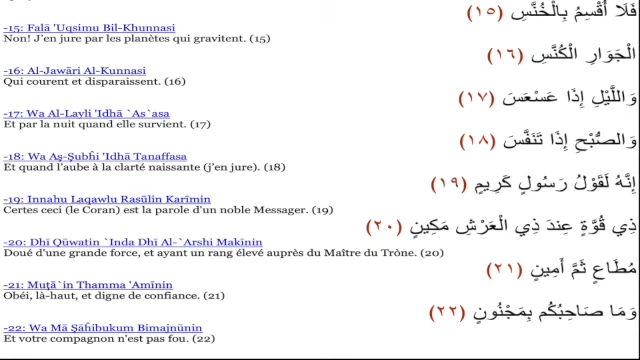 -15: Falā 'Uqsimu Bil-Khunnasi
Non! J'en jure par les planètes qui gravitent. (15)
-16: Al-Jawāri Al-Kunnasi
Qui courent et disparaissent. (16)
-17: Wa Al-Layli 'Idhā `As`asa
Et par la nuit quand elle survient. (17)
-18: Wa Aş-Şubĥi 'Idhā Tanaffasa
Et quand l'aube à la clarté naissante (j'en jure). (18)
-19: Innahu Laqawlu Rasūlin Karīmin
Certes ceci (le Coran) est la parole d'un noble Messager. (19)
-20: Dhī Qūwatin `Inda Dhī Al-`Arshi Makīnin
Doué d'une grande force, et ayant un rang élevé auprès du Maître du Trône. (20)
-21: Muţā`in Thamma 'Amīnin
Obéi, là-haut, et digne de confiance. (21)
-22: Wa Mā Şāĥibukum Bimajnūnin
Et votre compagnon n'est pas fou. (22)
فَلَا أُقْسِمُ بِالْخُنَّسِ (١٥)
الْجَوَارِ الْكُنَّسِ (١٦)
وَاللَّيْلِ إِذَا عَسْعَسَ (١٧)
وَالصُّبْحِ إِذَا تَنَفَّسَ (١٨)
إِنَّهُ لَقَوْلُ رَسُولٍ كَرِيمٍ (١٩)
ذِي قُوَّةٍ عِندَ ذِي الْعَرْشِ مَكِينٍ (٢٠)
مُطَاعٍ ثَمَّ أَمِينٍ (٢١)
وَمَا صَاحِبُكُم بِمَجْنُونٍ (٢٢)